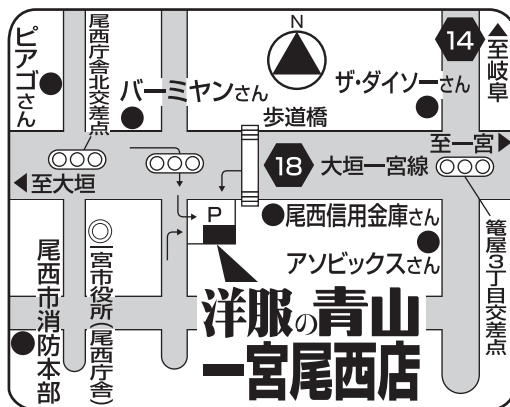 ピアゴさん
尾西庁舎北交差点
バーミヤンさん
N
ザ・ダイソーさん
14
▲至岐阜
歩道橋
至一宮▶
◀至大垣
18
大垣一宮線
P
尾西信用金庫さん
アソビックスさん
篭屋3丁目交差点
◎一宮市役所(尾西庁舎)
尾西市消防本部
洋服の青山
一宮尾西店